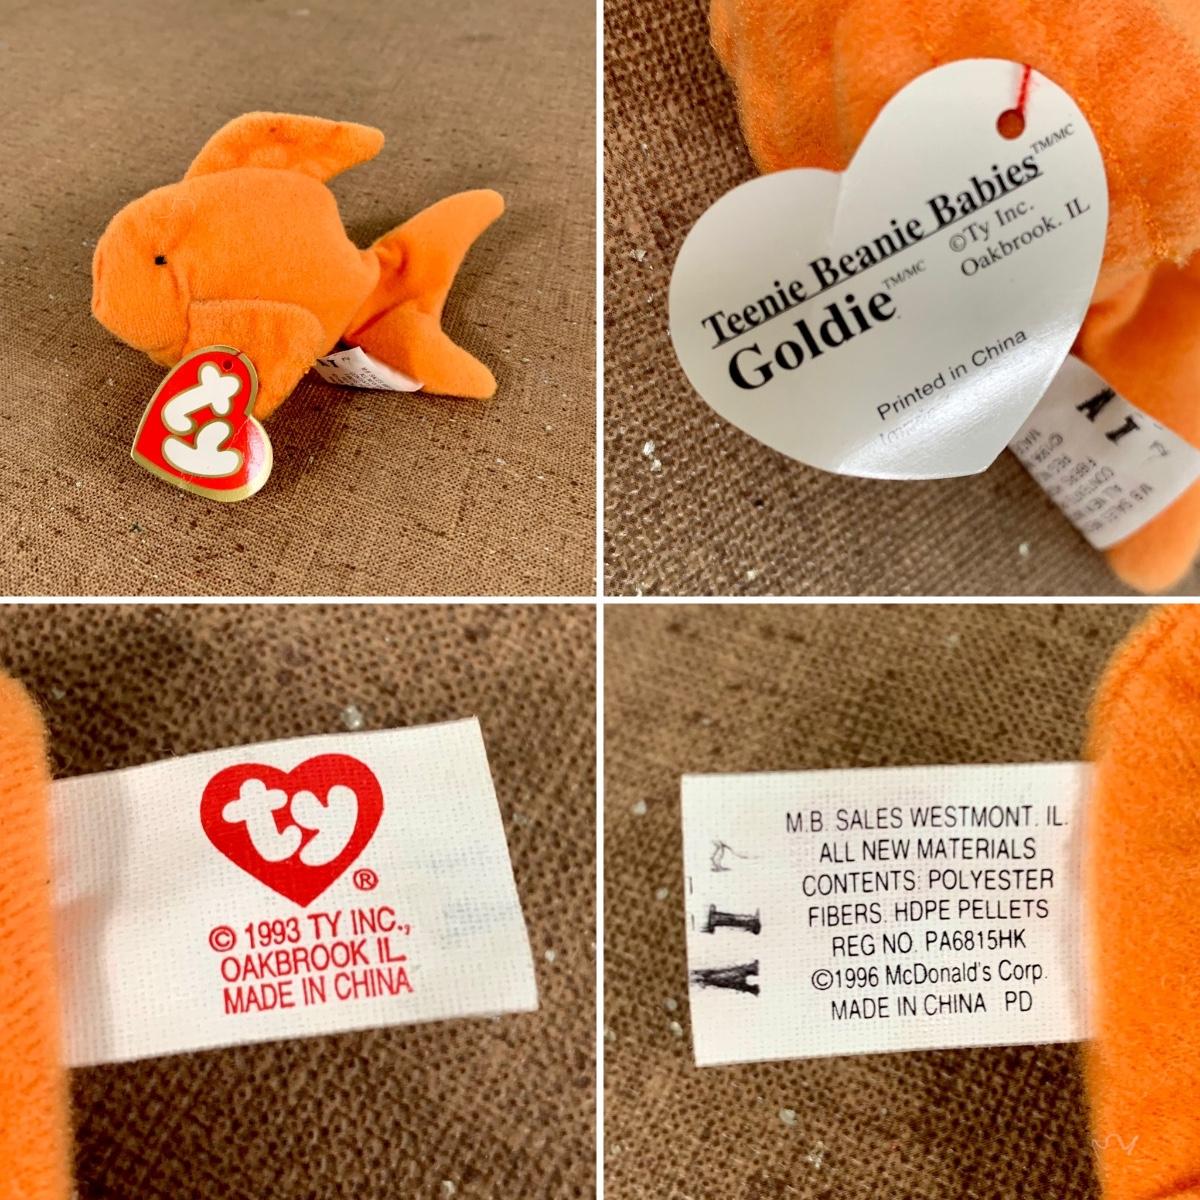 ty
Teenie Beanie Babies™/MC
©Ty Inc.
Oakbrook. IL
Goldie™/MC
Printed in China
ty®
© 1993 TY INC.,
OAKBROOK IL
MADE IN CHINA
M.B. SALES WESTMONT. IL.
ALL NEW MATERIALS
CONTENTS: POLYESTER
FIBERS. HDPE PELLETS
REG NO. PA6815HK
©1996 McDonald's Corp.
MADE IN CHINA PD